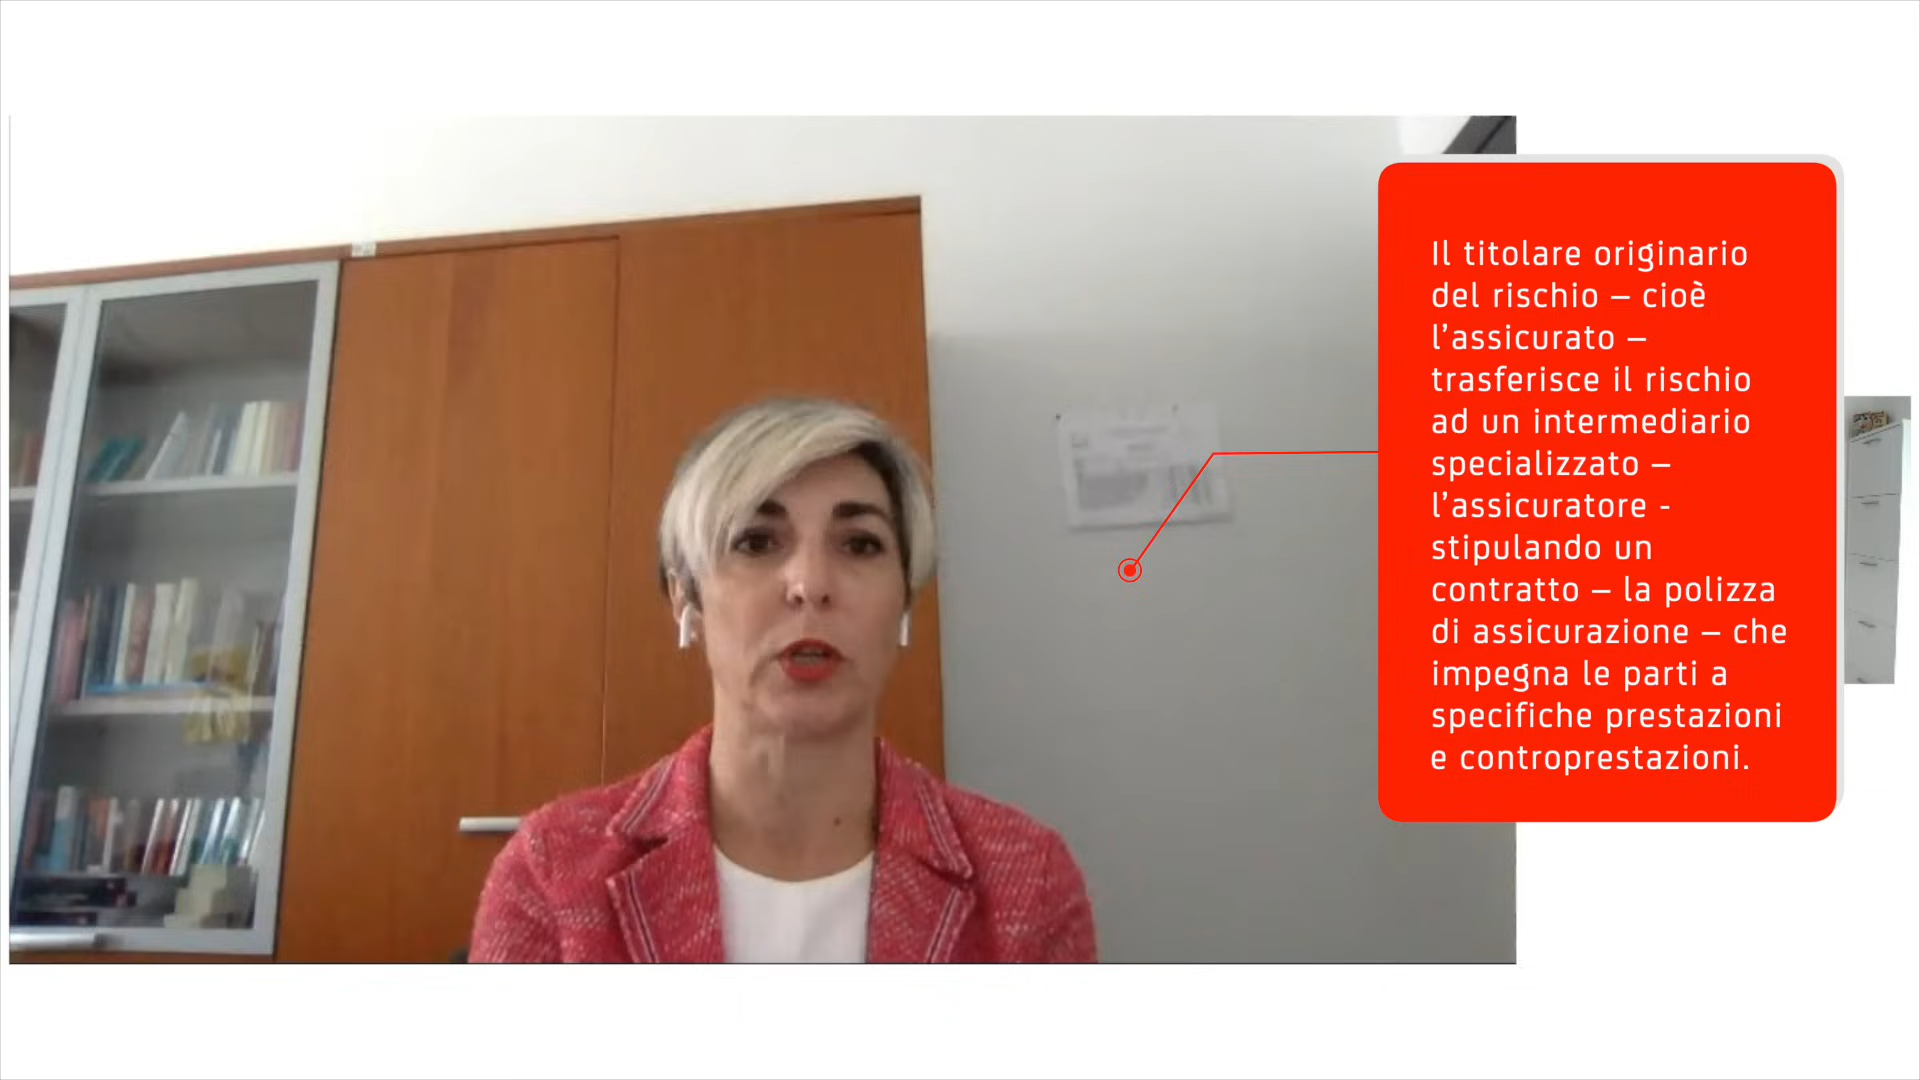 Il titolare originario
del rischio – cioè
l’assicurato –
trasferisce il rischio
ad un intermediario
specializzato –
l’assicuratore -
stipulando un
contratto – la polizza
di assicurazione – che
impegna le parti a
specifiche prestazioni
e controprestazioni.